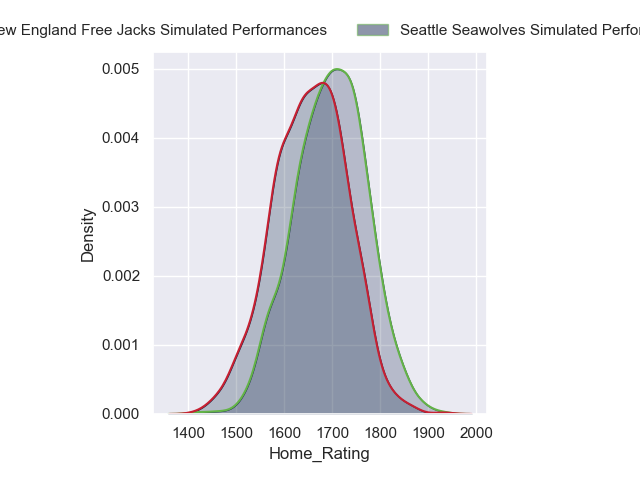 ew England Free Jacks Simulated Performances Seattle Seawolves Simulated Perfo
0.005
0.004
0.003
0.002
0.001
0.000
Density
1400 1500 1600 1700 1800 1900 2000
Home_Rating